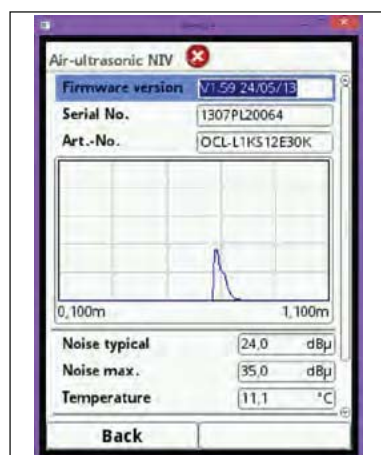 Air-ultrasonic NIV
Firmware version V1.59 24/05/13
Serial No. 1307PL20064
Art.-No. OCL-L1KS12E30K
0,100m 1,100m
Noise typical 24,0 dBµ
Noise max. 35,0 dBµ
Temperature 11,1 °C
Back